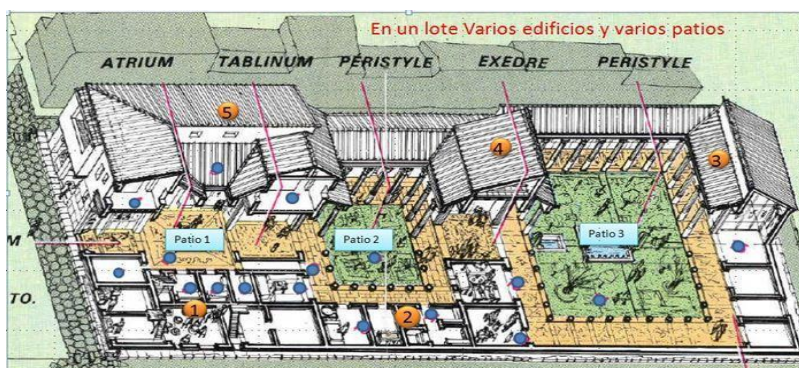 En un lote Varios edificios y varios patios
ATRIUM TABLINUM PÉRISTYLE EXEDRE PERISTYLE
5
4
3
M
Patio 1 Patio 2 Patio 3
TO.
1
2